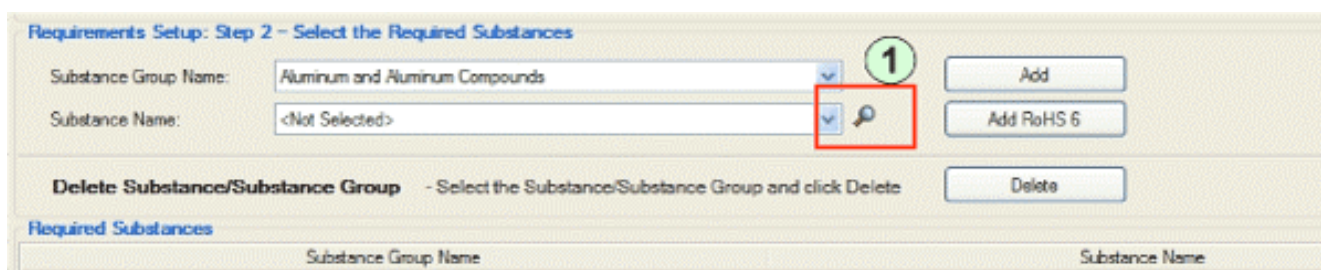 Requirements Setup: Step 2 - Select the Required Substances
Substance Group Name: Aluminum and Aluminum Compounds 1 Add
Substance Name: <Not Selected> Add RoHS 6
Delete Substance/Substance Group - Select the Substance/Substance Group and click Delete Delete
Required Substances
Substance Group Name Substance Name